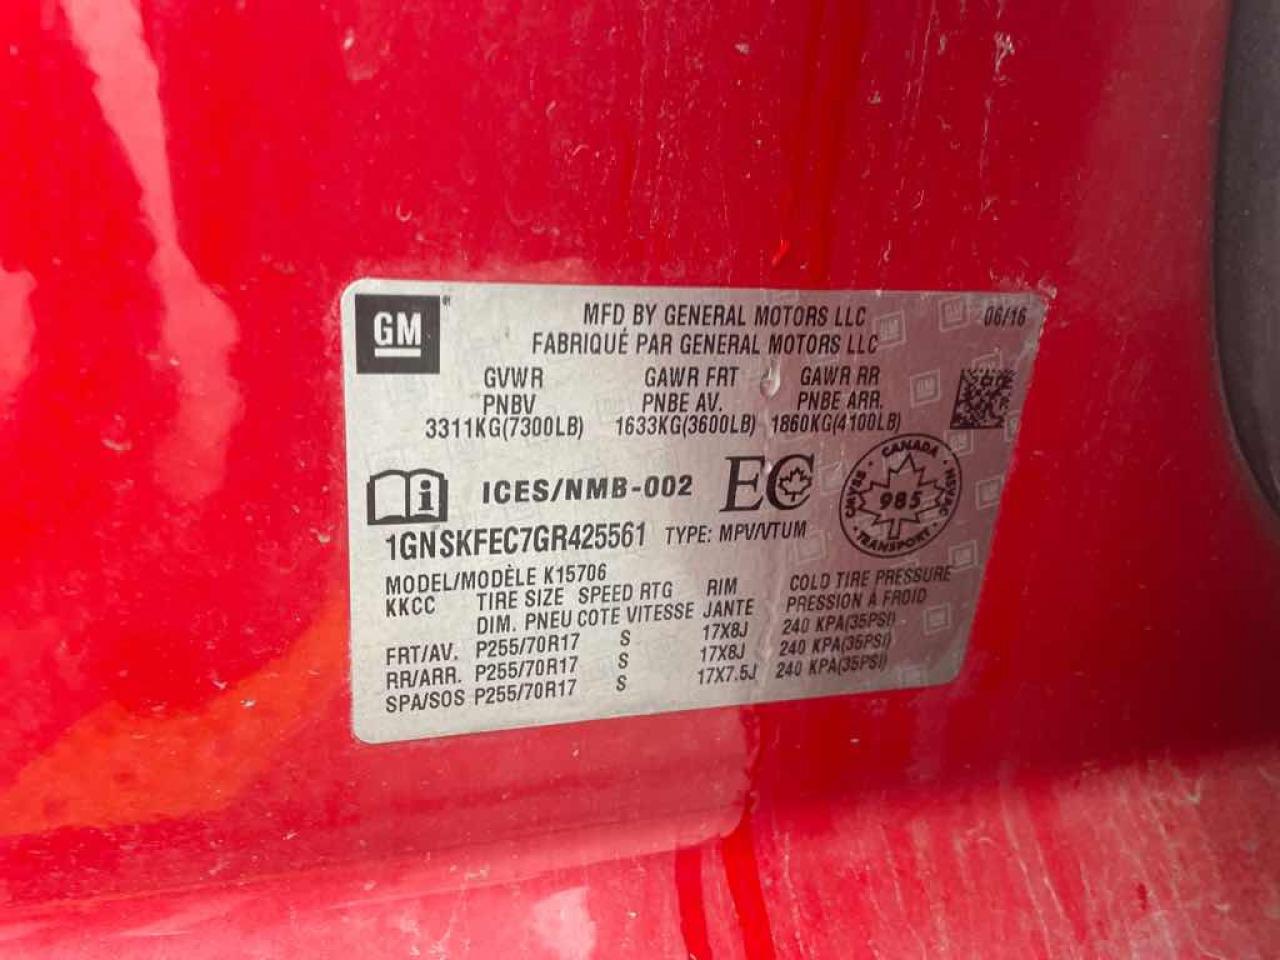 GM
MFD BY GENERAL MOTORS LLC 06/16
FABRIQUÉ PAR GENERAL MOTORS LLC
GVWR GAWR FRT GAWR RR
PNBV PNBE AV. PNBE ARR.
3311KG(7300LB) 1633KG(3600LB) 1860KG(4100LB)
i ICES/NMB-002 EC
CANADA
CMVSS 985 NSVAC
TRANSPORT
1GNSKFEC7GR425561 TYPE: MPV/VTUM
MODEL/MODÈLE K15706
KKCC TIRE SIZE SPEED RTG RIM COLD TIRE PRESSURE
DIM. PNEU COTE VITESSE JANTE PRESSION À FROID
FRT/AV. P255/70R17 S 17X8J 240 KPA(35PSI)
RR/ARR. P255/70R17 S 17X8J 240 KPA(35PSI)
SPA/SOS P255/70R17 S 17X7.5J 240 KPA(35PSI)